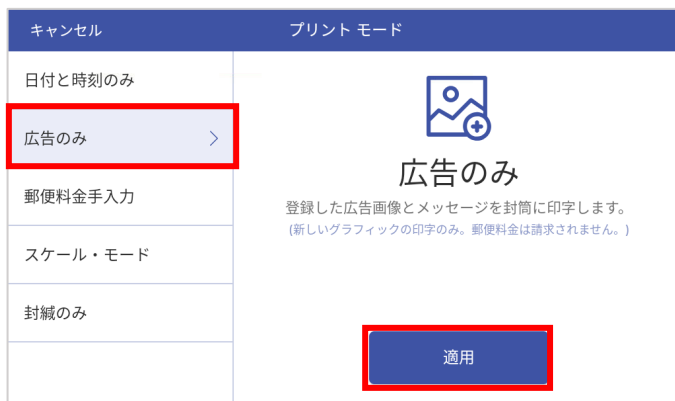 キャンセル
プリント モード
日付と時刻のみ
広告のみ
郵便料金手入力
スケール・モード
封緘のみ
広告のみ
登録した広告画像とメッセージを封筒に印字します。
(新しいグラフィックの印字のみ。郵便料金は請求されません。)
適用